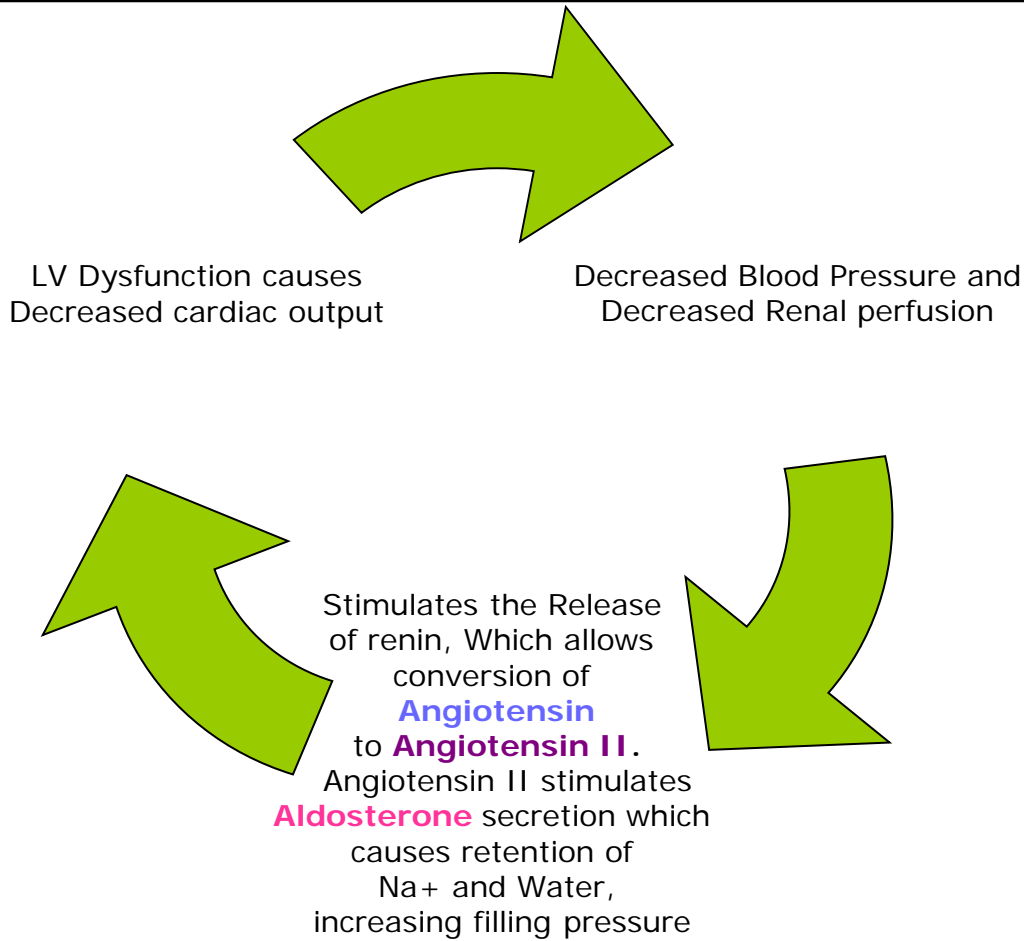 LV Dysfunction causes
Decreased cardiac output
Decreased Blood Pressure and
Decreased Renal perfusion
Stimulates the Release
of renin, Which allows
conversion of
Angiotensin
to Angiotensin II.
Angiotensin II stimulates
Aldosterone secretion which
causes retention of
Na+ and Water,
increasing filling pressure